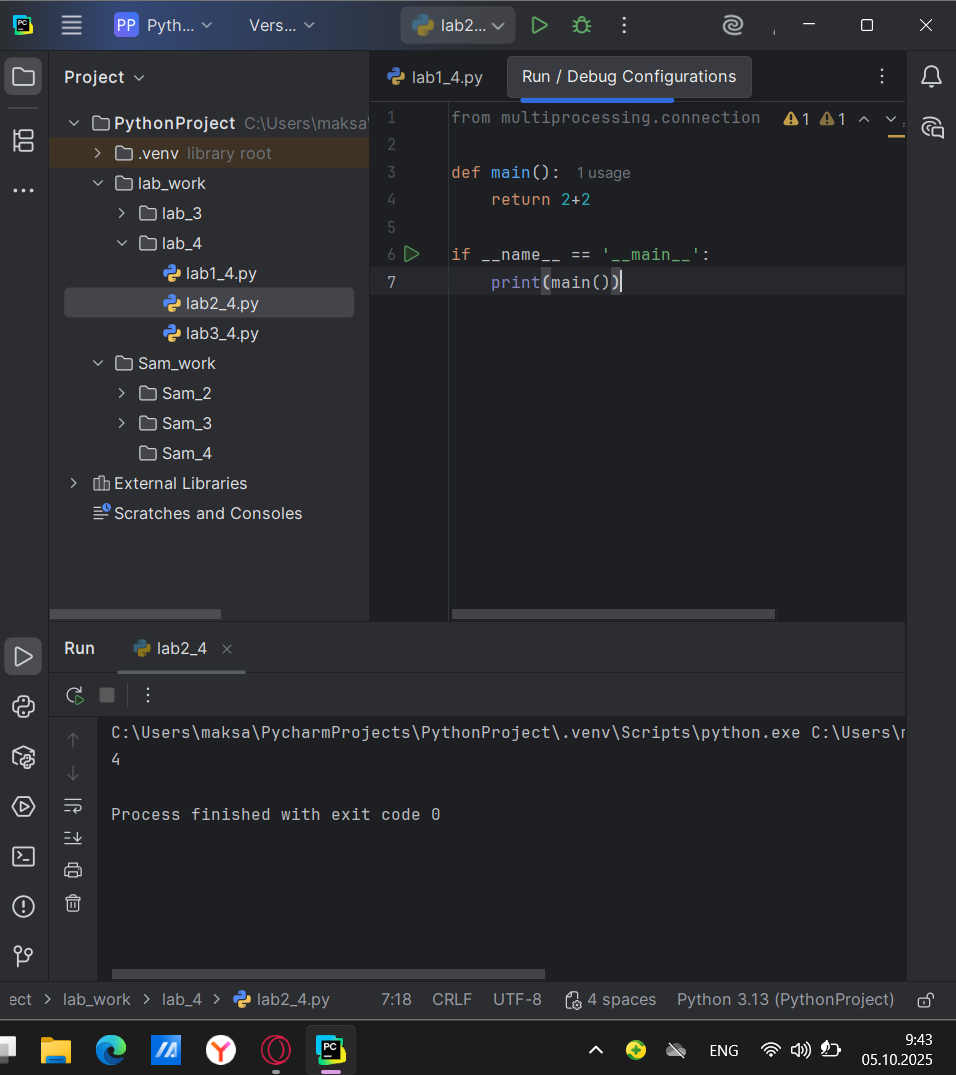 PC
PP Pyth... Vers... lab2...
Project
lab1_4.py
Run / Debug Configurations
PythonProject C:\Users\maksa\
.venv library root
lab_work
lab_3
lab_4
lab1_4.py
lab2_4.py
lab3_4.py
Sam_work
Sam_2
Sam_3
Sam_4
External Libraries
Scratches and Consoles
1 from multiprocessing.connection 1 1
2
3 def main(): 1 usage
4 return 2+2
5
6 if __name__ == '__main__':
7 print(main())
Run lab2_4
C:\Users\maksa\PycharmProjects\PythonProject\.venv\Scripts\python.exe C:\Users\m
4
Process finished with exit code 0
ect lab_work lab_4 lab2_4.py 7:18 CRLF UTF-8 4 spaces Python 3.13 (PythonProject)
PC
ENG
9:43
05.10.2025